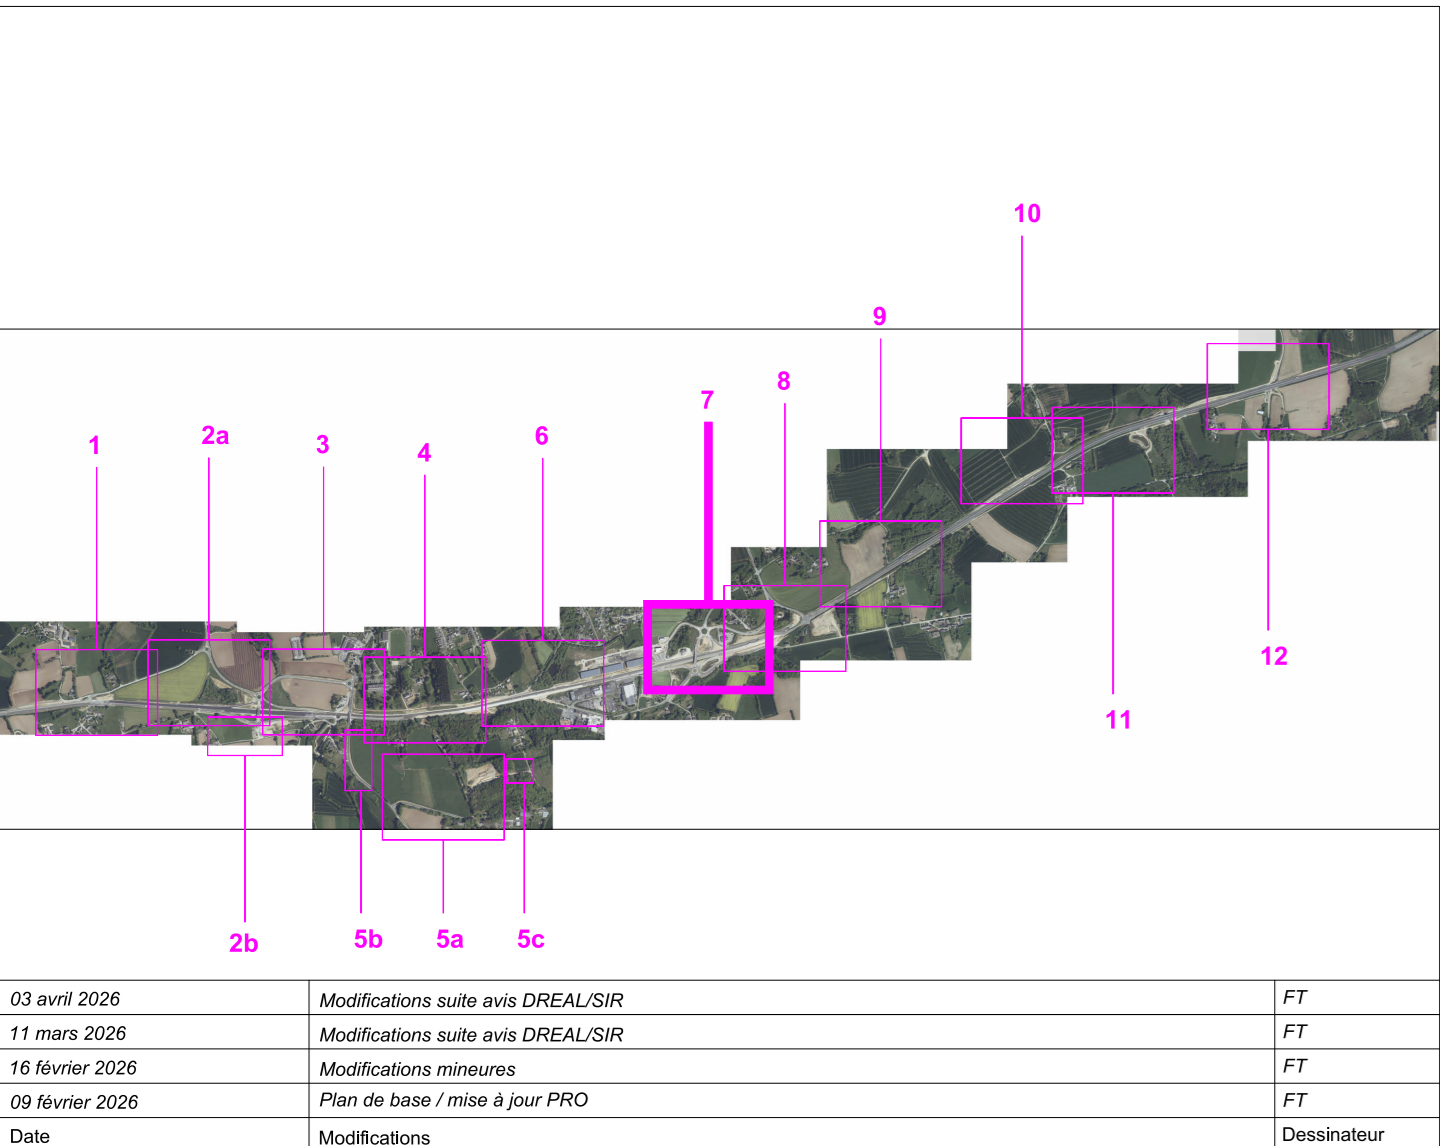 10
9
8
7
6
2a
3
1
4
12
11
5b
5a
5c
2b
03 avril 2026 Modifications suite avis DREAL/SIR FT
11 mars 2026 Modifications suite avis DREAL/SIR FT
16 février 2026 Modifications mineures FT
09 février 2026 Plan de base / mise à jour PRO FT
Date Modifications Dessinateur